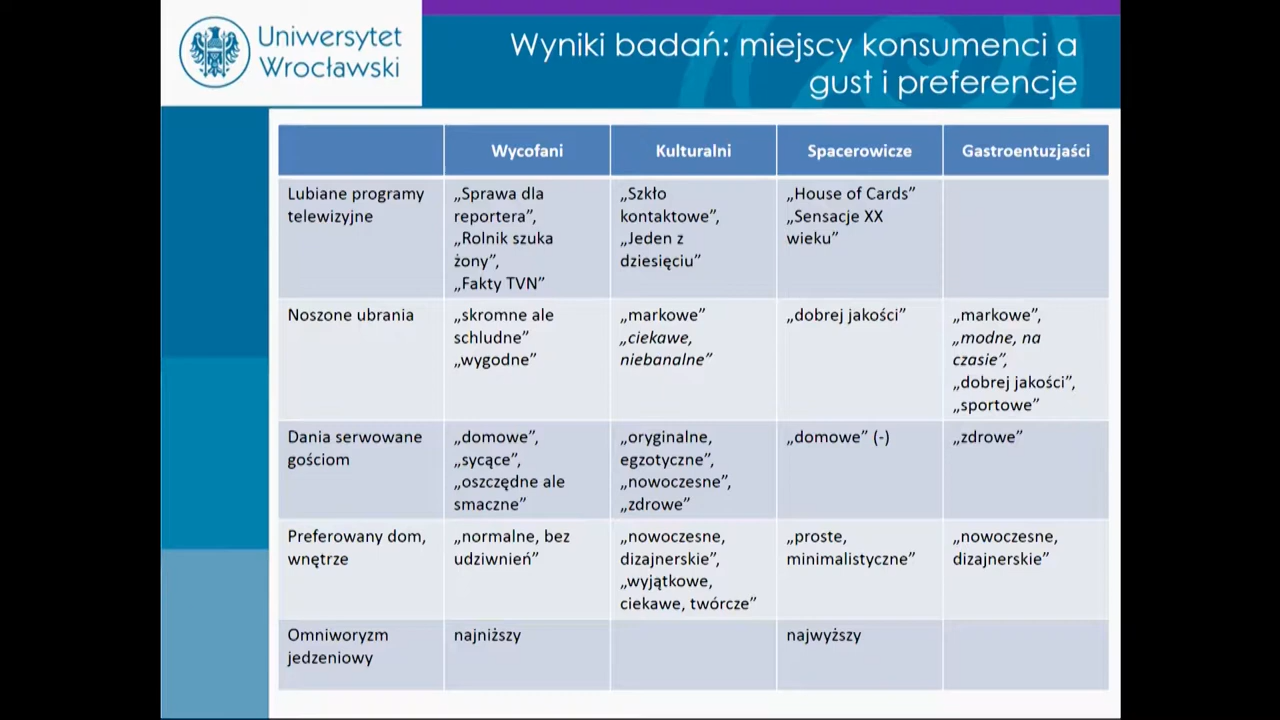 Uniwersytet
Wrocławski
Wyniki badań: miejscy konsumenci a
gust i preferencje
Wycofani
Kulturalni
Spacerowicze
Gastroentuzjaści
Lubiane programy
telewizyjne
„Sprawa dla
reportera”,
„Rolnik szuka
żony”,
„Fakty TVN”
„Szkło
kontaktowe”,
„Jeden z
dziesięciu”
„House of Cards”
„Sensacje XX
wieku”
Noszone ubrania
„skromne ale
schludne”
„wygodne”
„markowe”
„ciekawe,
niebanalne”
„dobrej jakości”
„markowe”,
„modne, na
czasie”,
„dobrej jakości”,
„sportowe”
Dania serwowane
gościom
„domowe”,
„sycące”,
„oszczędne ale
smaczne”
„oryginalne,
egzotyczne”,
„nowoczesne”,
„zdrowe”
„domowe” (-)
„zdrowe”
Preferowany dom,
wnętrze
„normalne, bez
udziwnień”
„nowoczesne,
dizajnerskie”,
„wyjątkowe,
ciekawe, twórcze”
„proste,
minimalistyczne”
„nowoczesne,
dizajnerskie”
Omniworyzm
jedzeniowy
najniższy
najwyższy